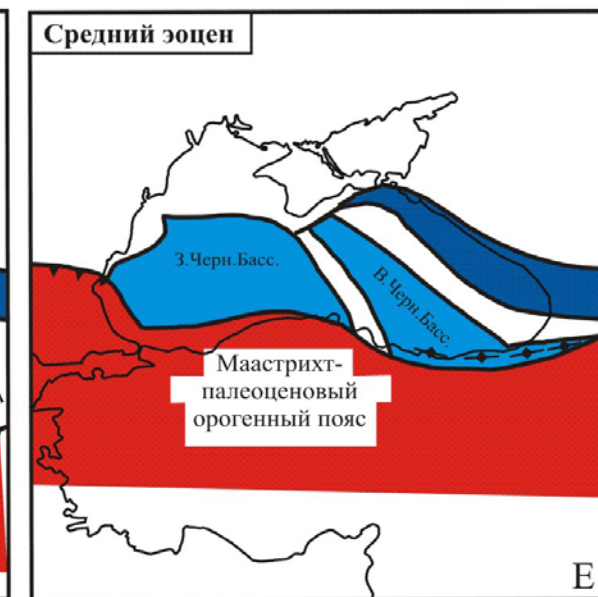 Средний эоцен
З.Черн.Басс.
В.Черн.Басс.
Маастрихт-
палеоценовый
орогенный пояс
E